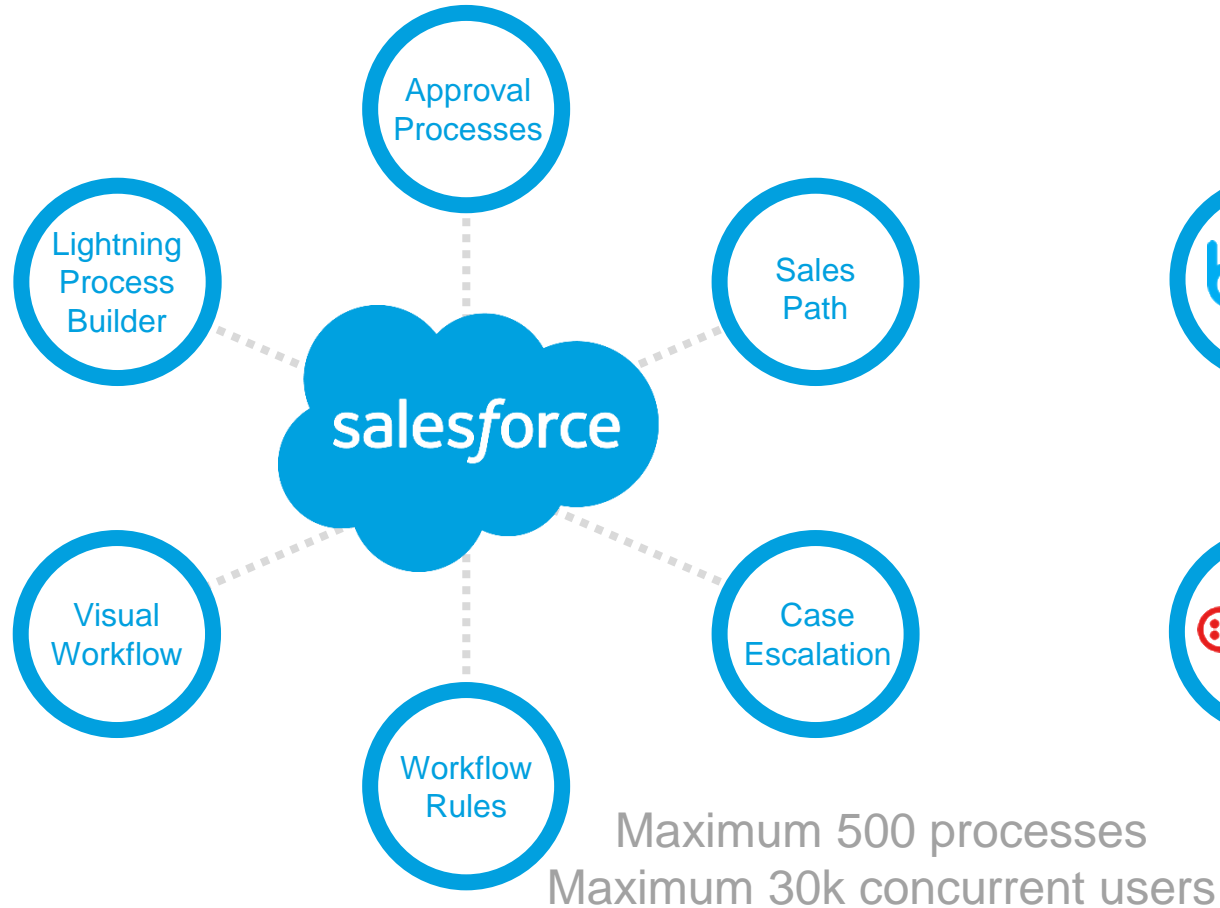 Approval
Processes
Lightning
Process
Builder
Sales
Path
salesforce
Visual
Workflow
Case
Escalation
Workflow
Rules
Maximum 500 processes
Maximum 30k concurrent users